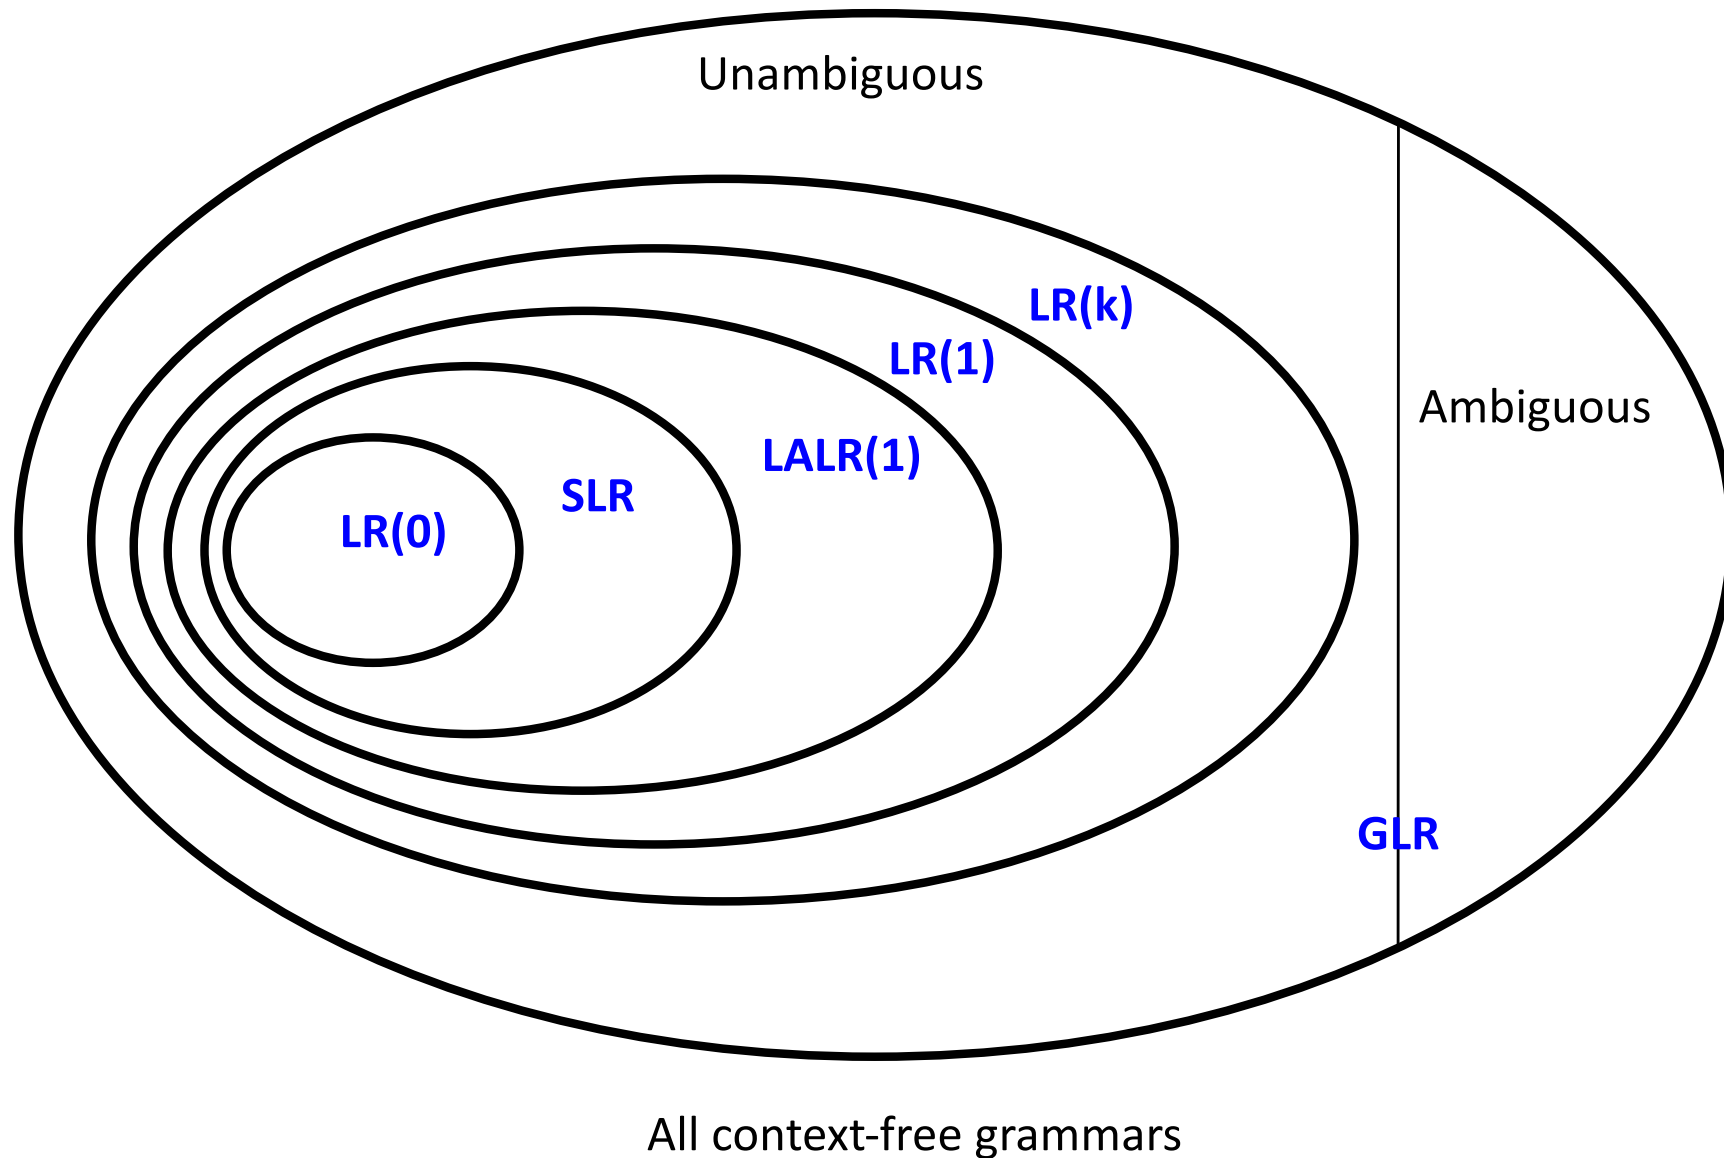 Unambiguous
LR(k)
LR(1)
Ambiguous
LALR(1)
SLR
LR(0)
GLR
All context-free grammars